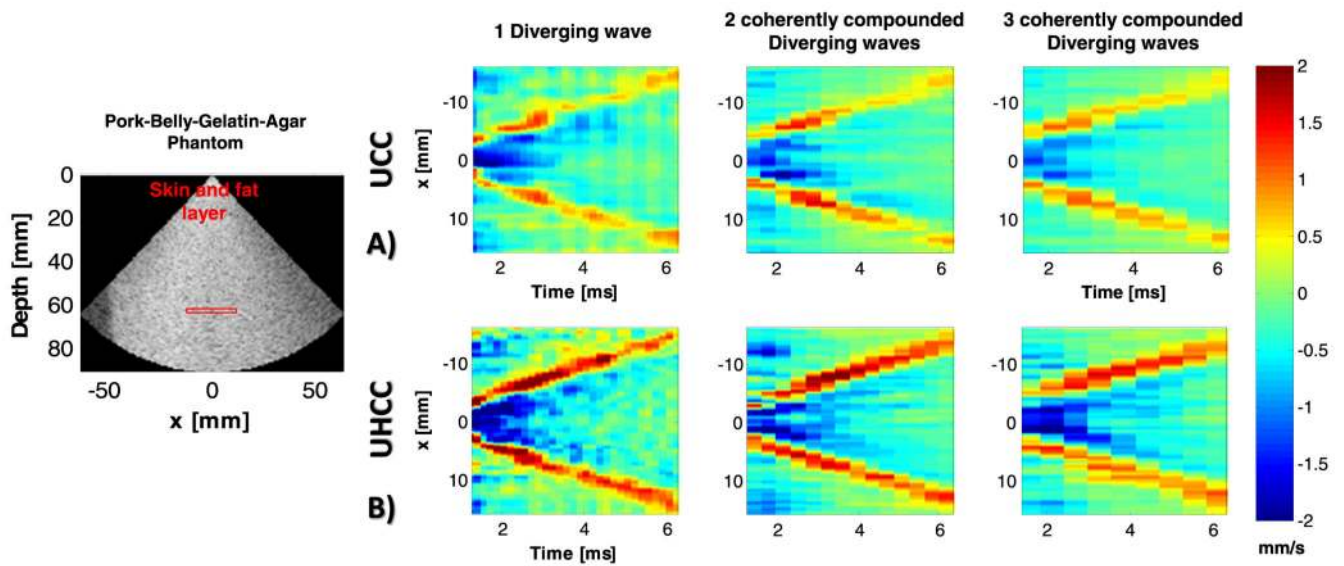 1 Diverging wave
2 coherently compounded
Diverging waves
3 coherently compounded
Diverging waves
Pork-Belly-Gelatin-Agar
Phantom
Skin and fat
layer
0
20
40
60
80
Depth [mm]
-50
0
50
x [mm]
UCC
A)
x [mm]
-10
0
10
2
4
6
Time [ms]
-10
0
10
2
4
6
Time [ms]
-10
0
10
2
4
6
Time [ms]
UHCC
B)
x [mm]
-10
0
10
2
4
6
Time [ms]
-10
0
10
2
4
6
Time [ms]
-10
0
10
2
4
6
Time [ms]
2
1.5
1
0.5
0
-0.5
-1
-1.5
-2
mm/s